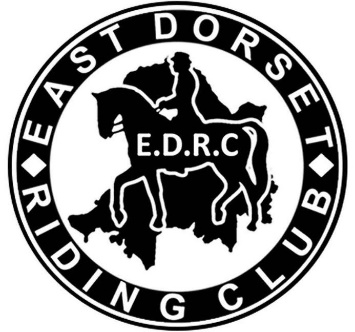 EAST DORSET
E.D.R.C
RIDING CLUB